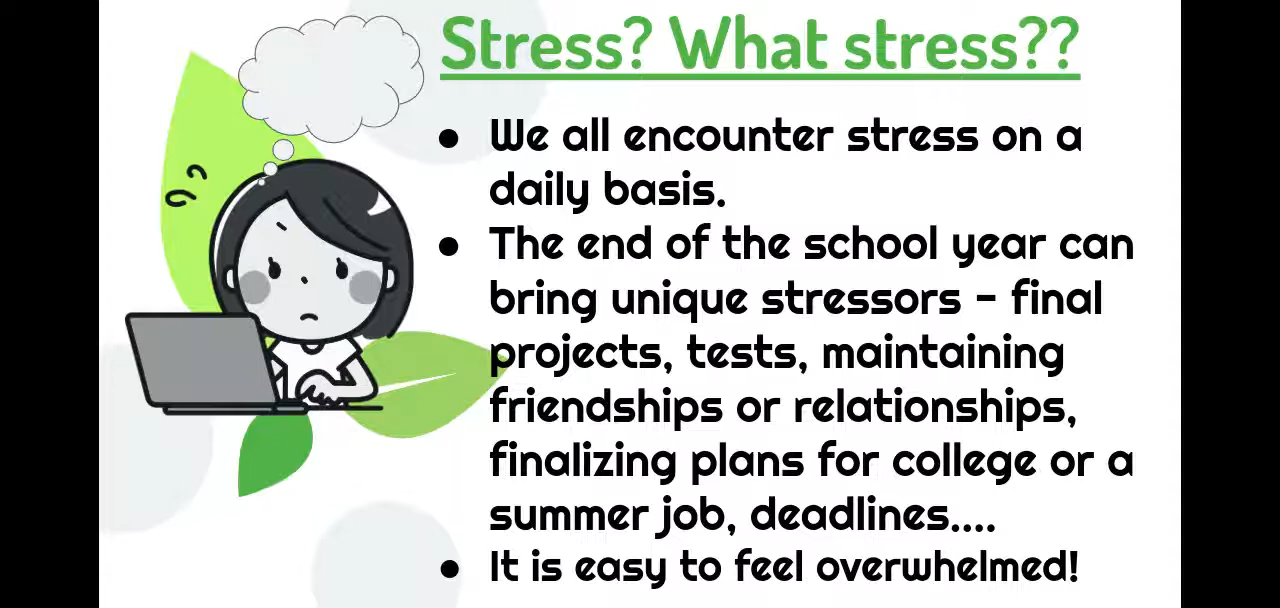 Stress? What stress??
● We all encounter stress on a
daily basis.
● The end of the school year can
bring unique stressors - final
projects, tests, maintaining
friendships or relationships,
finalizing plans for college or a
summer job, deadlines....
● It is easy to feel overwhelmed!